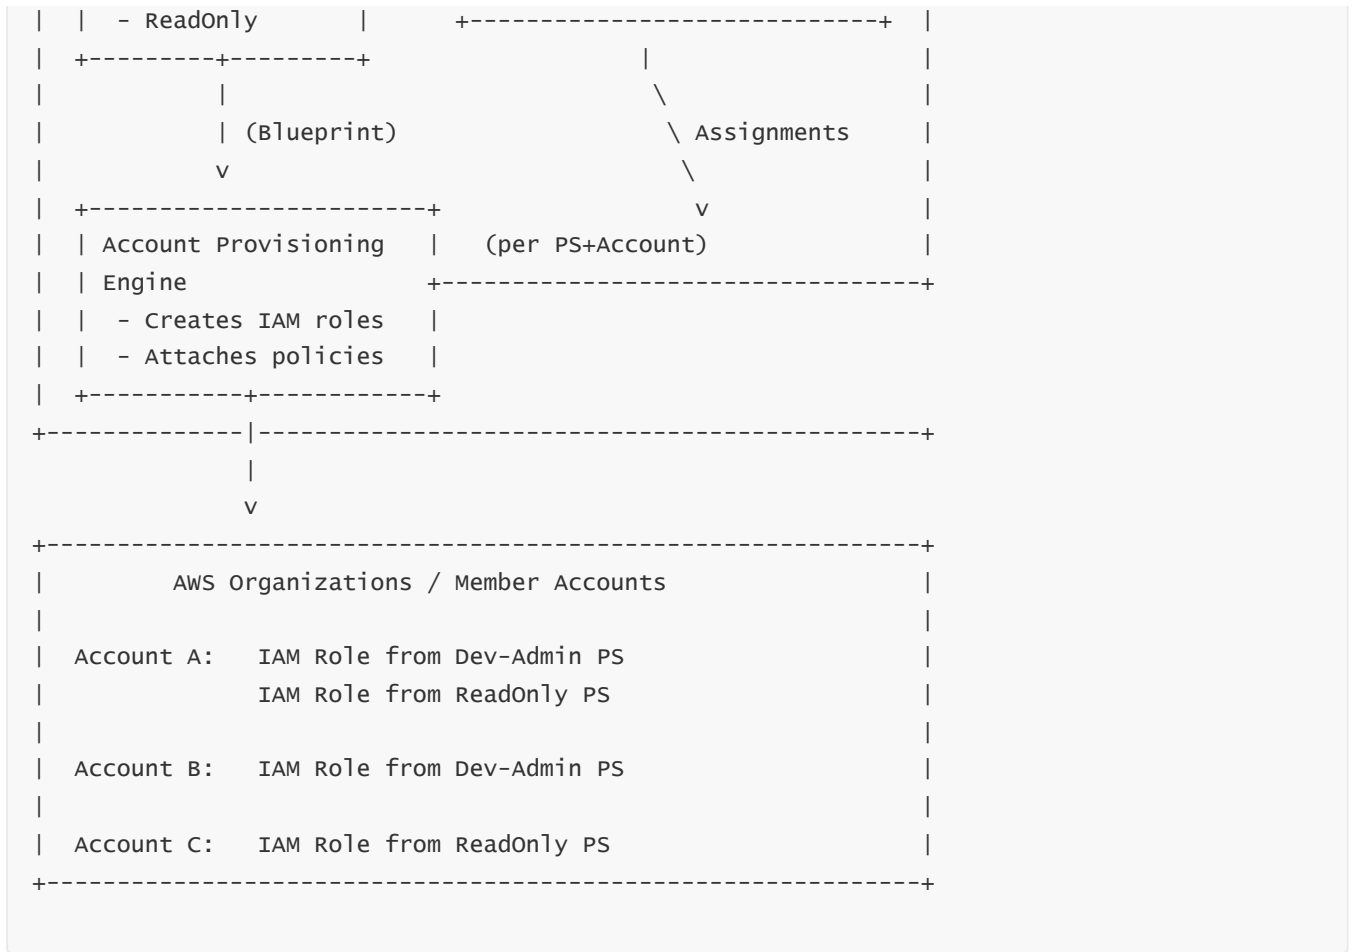 |  |  - ReadOnly       |      +-----------------------------+  |
|  +---------+---------+                   |                   |
|            |                              \                  |
|            | (Blueprint)                   \ Assignments     |
|            v                                \                |
|  +------------------------+                  v               |
|  | Account Provisioning   |   (per PS+Account)               |
|  | Engine                 +----------------------------------+
|  |  - Creates IAM roles   |
|  |  - Attaches policies   |
|  +-----------+------------+
+--------------|-----------------------------------------------+
               |
               v
+--------------------------------------------------------------+
|         AWS Organizations / Member Accounts                  |
|                                                              |
|  Account A:   IAM Role from Dev-Admin PS                     |
|               IAM Role from ReadOnly PS                      |
|                                                              |
|  Account B:   IAM Role from Dev-Admin PS                     |
|                                                              |
|  Account C:   IAM Role from ReadOnly PS                      |
+--------------------------------------------------------------+